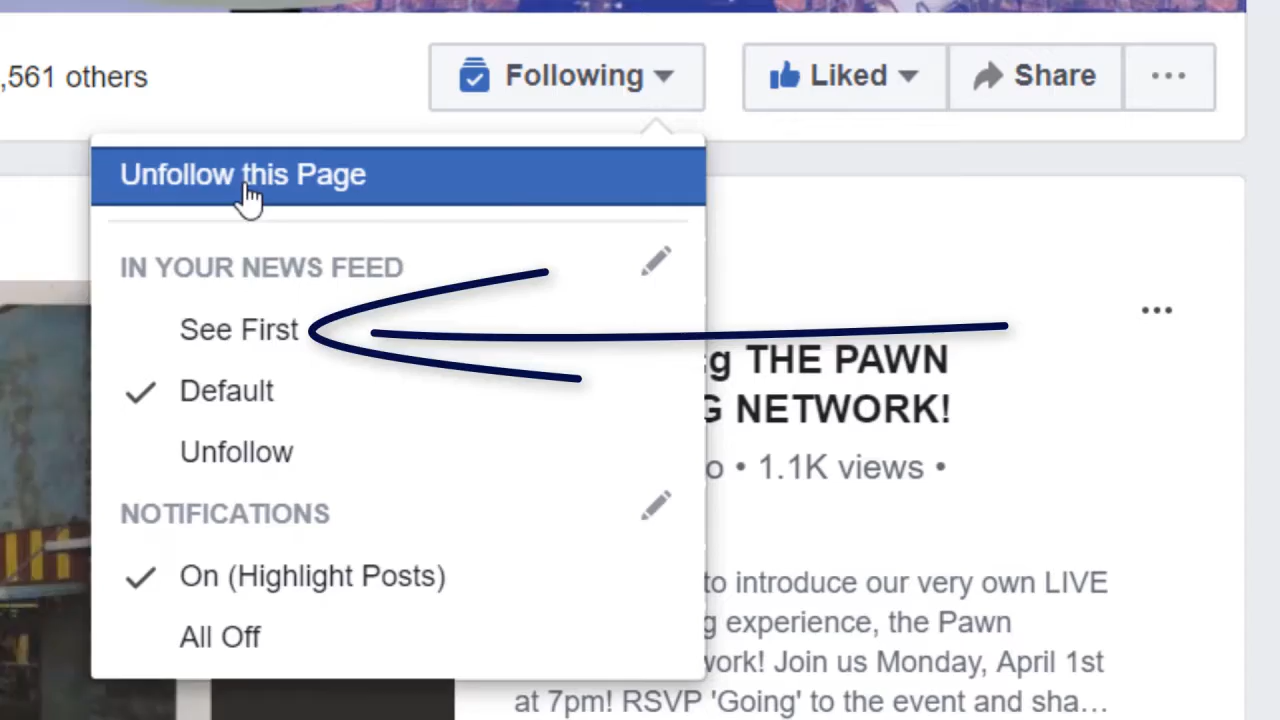 ,561 others
Following
Liked
Share
Unfollow this Page
IN YOUR NEWS FEED
See First
Default
Unfollow
NOTIFICATIONS
On (Highlight Posts)
All Off
THE PAWN
NETWORK!
1.1K views •
to introduce our very own LIVE
experience, the Pawn
Join us Monday, April 1st
at 7pm! RSVP 'Going' to the event and sha…